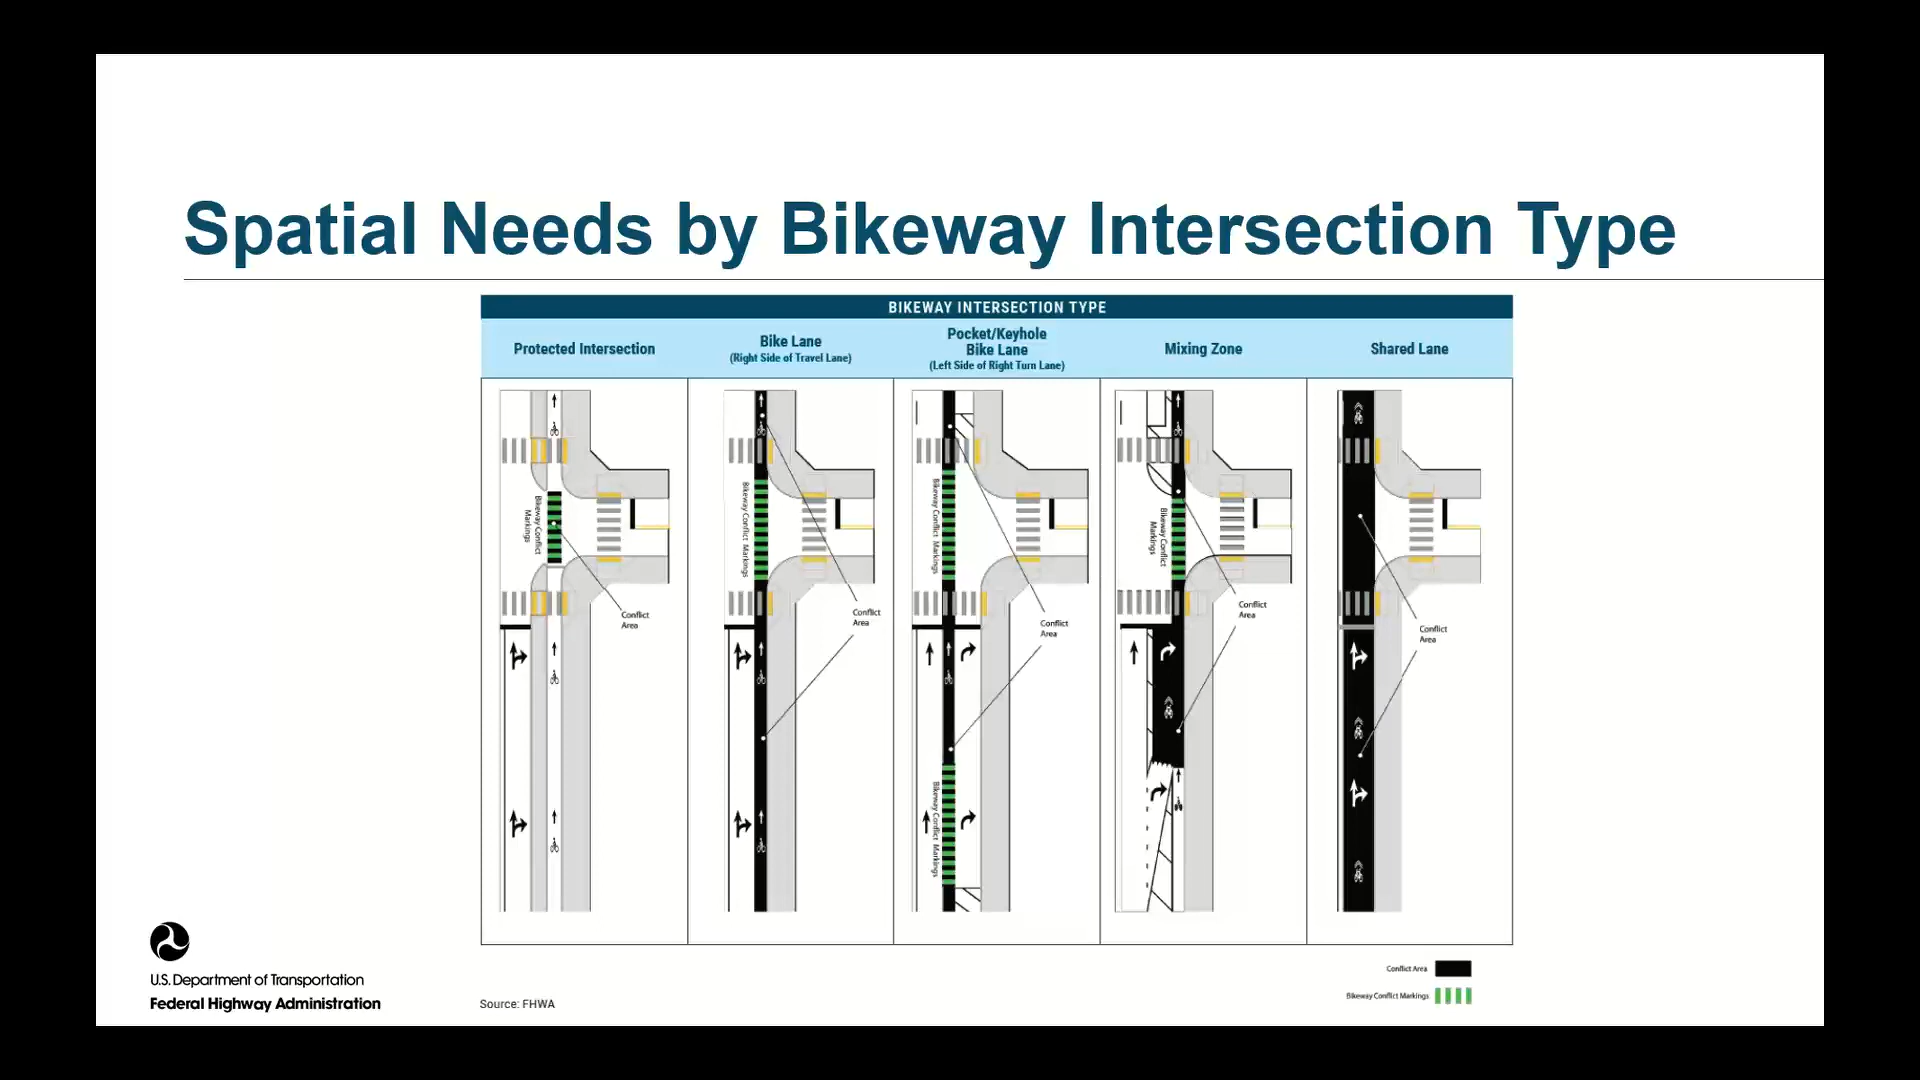 Spatial Needs by Bikeway Intersection Type
BIKEWAY INTERSECTION TYPE
Protected Intersection
Bike Lane
(Right Side of Travel Lane)
Pocket/Keyhole
Bike Lane
(Left Side of Right Turn Lane)
Mixing Zone
Shared Lane
Bikeway Conflict
Markings
Conflict
Area
Bikeway Conflict Markings
Conflict
Area
Bikeway Conflict Markings
Conflict
Area
Bikeway Conflict Markings
Bikeway Conflict
Markings
Conflict
Area
Conflict
Area
Conflict Area
Bikeway Conflict Markings
U.S. Department of Transportation
Federal Highway Administration
Source: FHWA